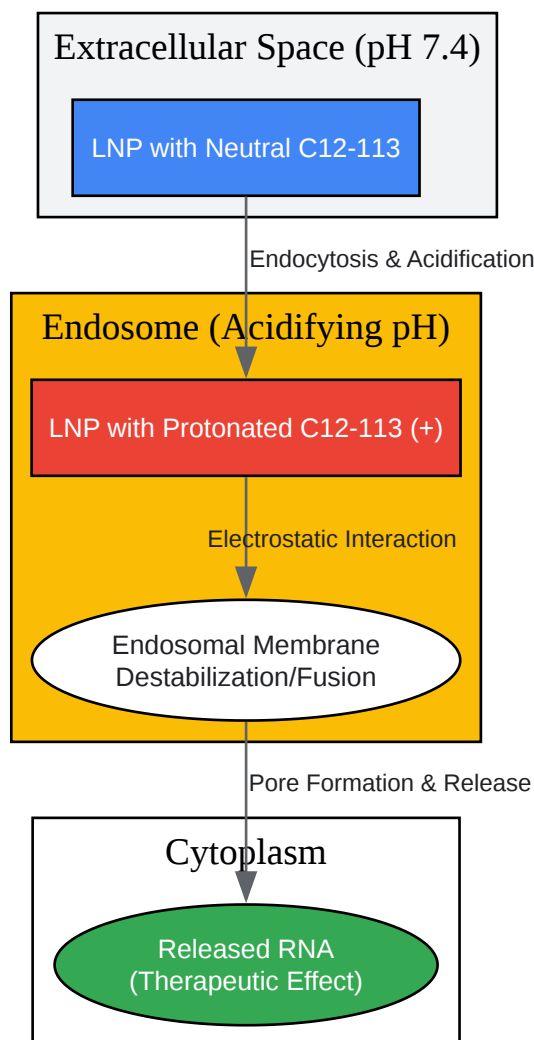 Extracellular Space (pH 7.4)
LNP with Neutral C12-113
Endocytosis & Acidification
Endosome (Acidifying pH)
LNP with Protonated C12-113 (+)
Electrostatic Interaction
Endosomal Membrane
Destabilization/Fusion
Pore Formation & Release
Cytoplasm
Released RNA
(Therapeutic Effect)